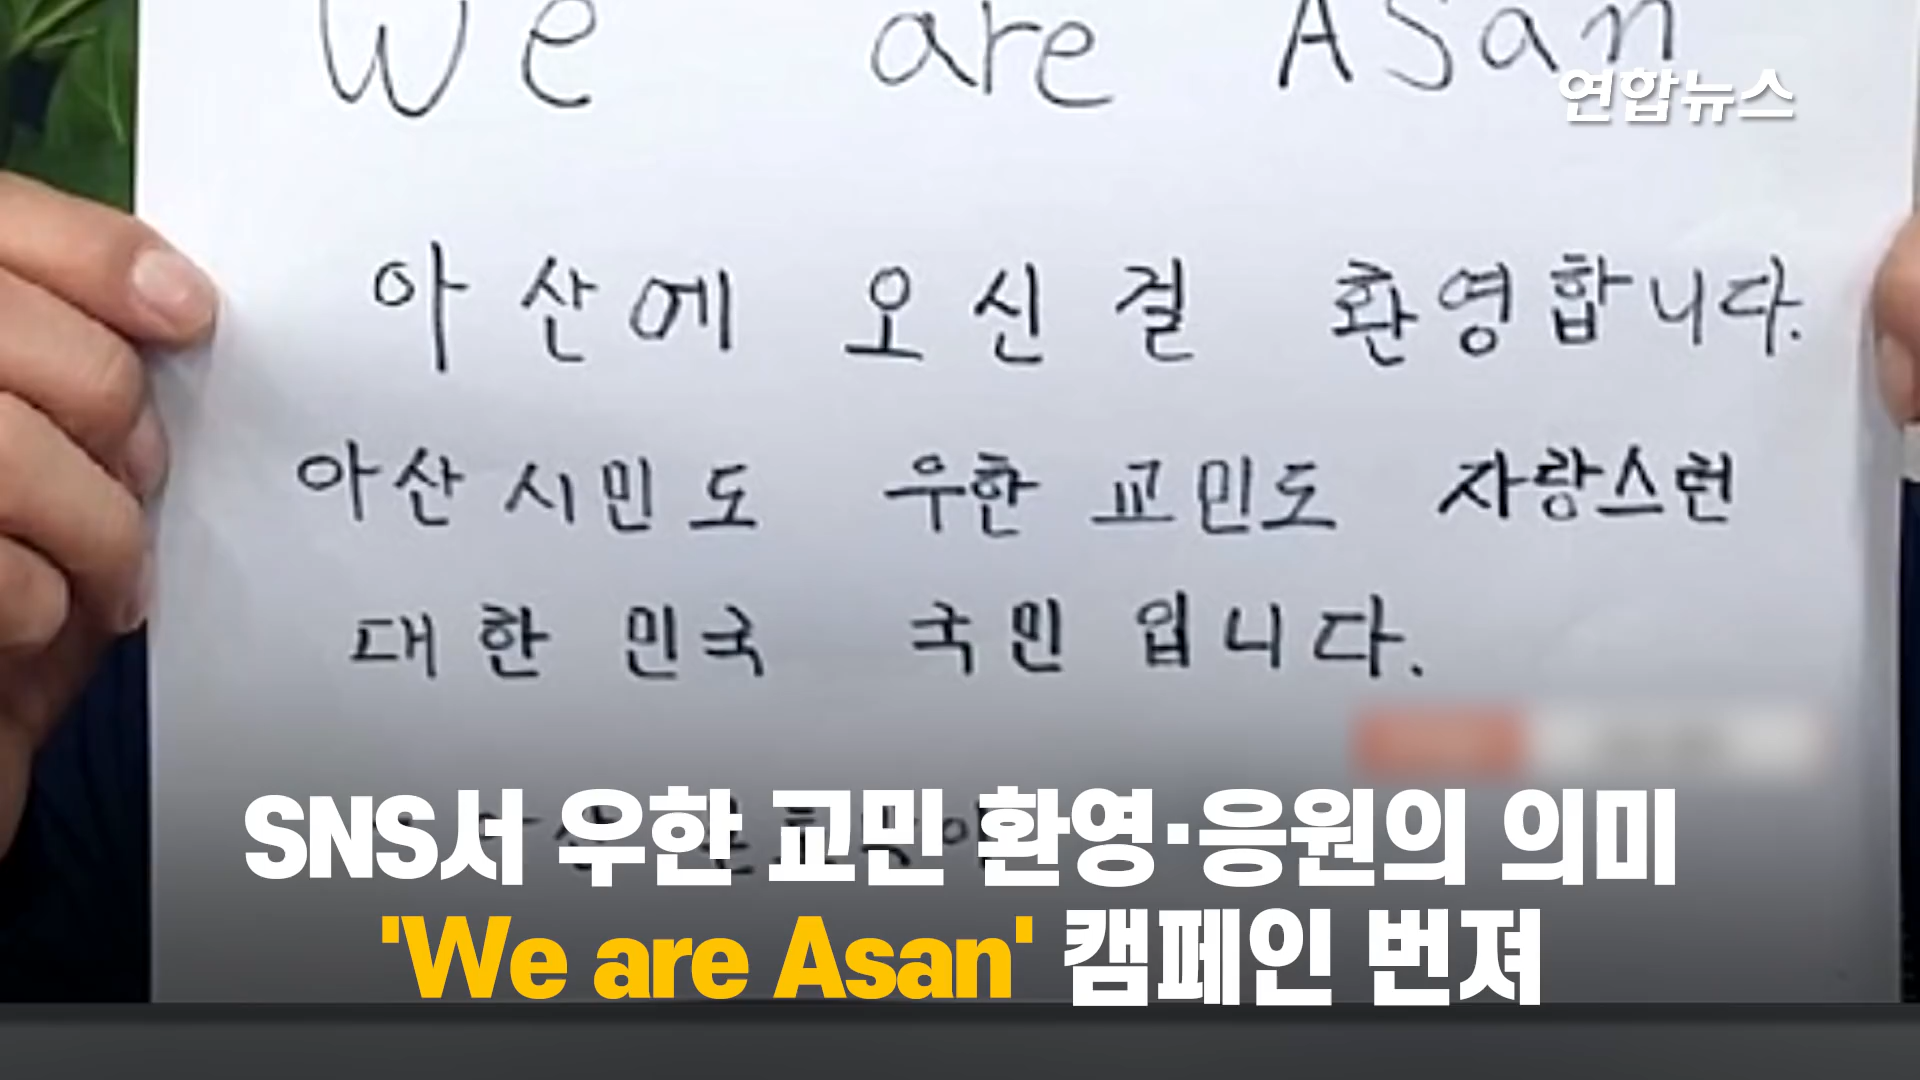 We are Asan
연합뉴스
아산에 오신걸 환영합니다.
아산시민도 우한 교민도 자랑스런
대한민국 국민입니다.
SNS서 우한 교민 환영·응원의 의미
'We are Asan' 캠페인 번져